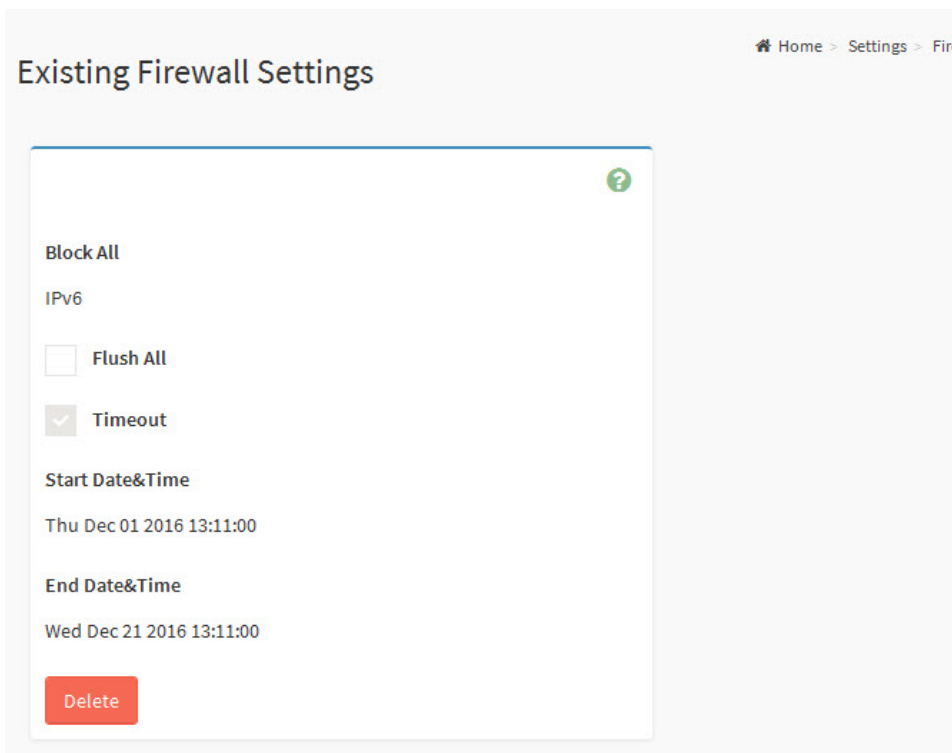 Home > Settings > Fir
Existing Firewall Settings
?
Block All
IPv6
Flush All
Timeout
Start Date&Time
Thu Dec 01 2016 13:11:00
End Date&Time
Wed Dec 21 2016 13:11:00
Delete